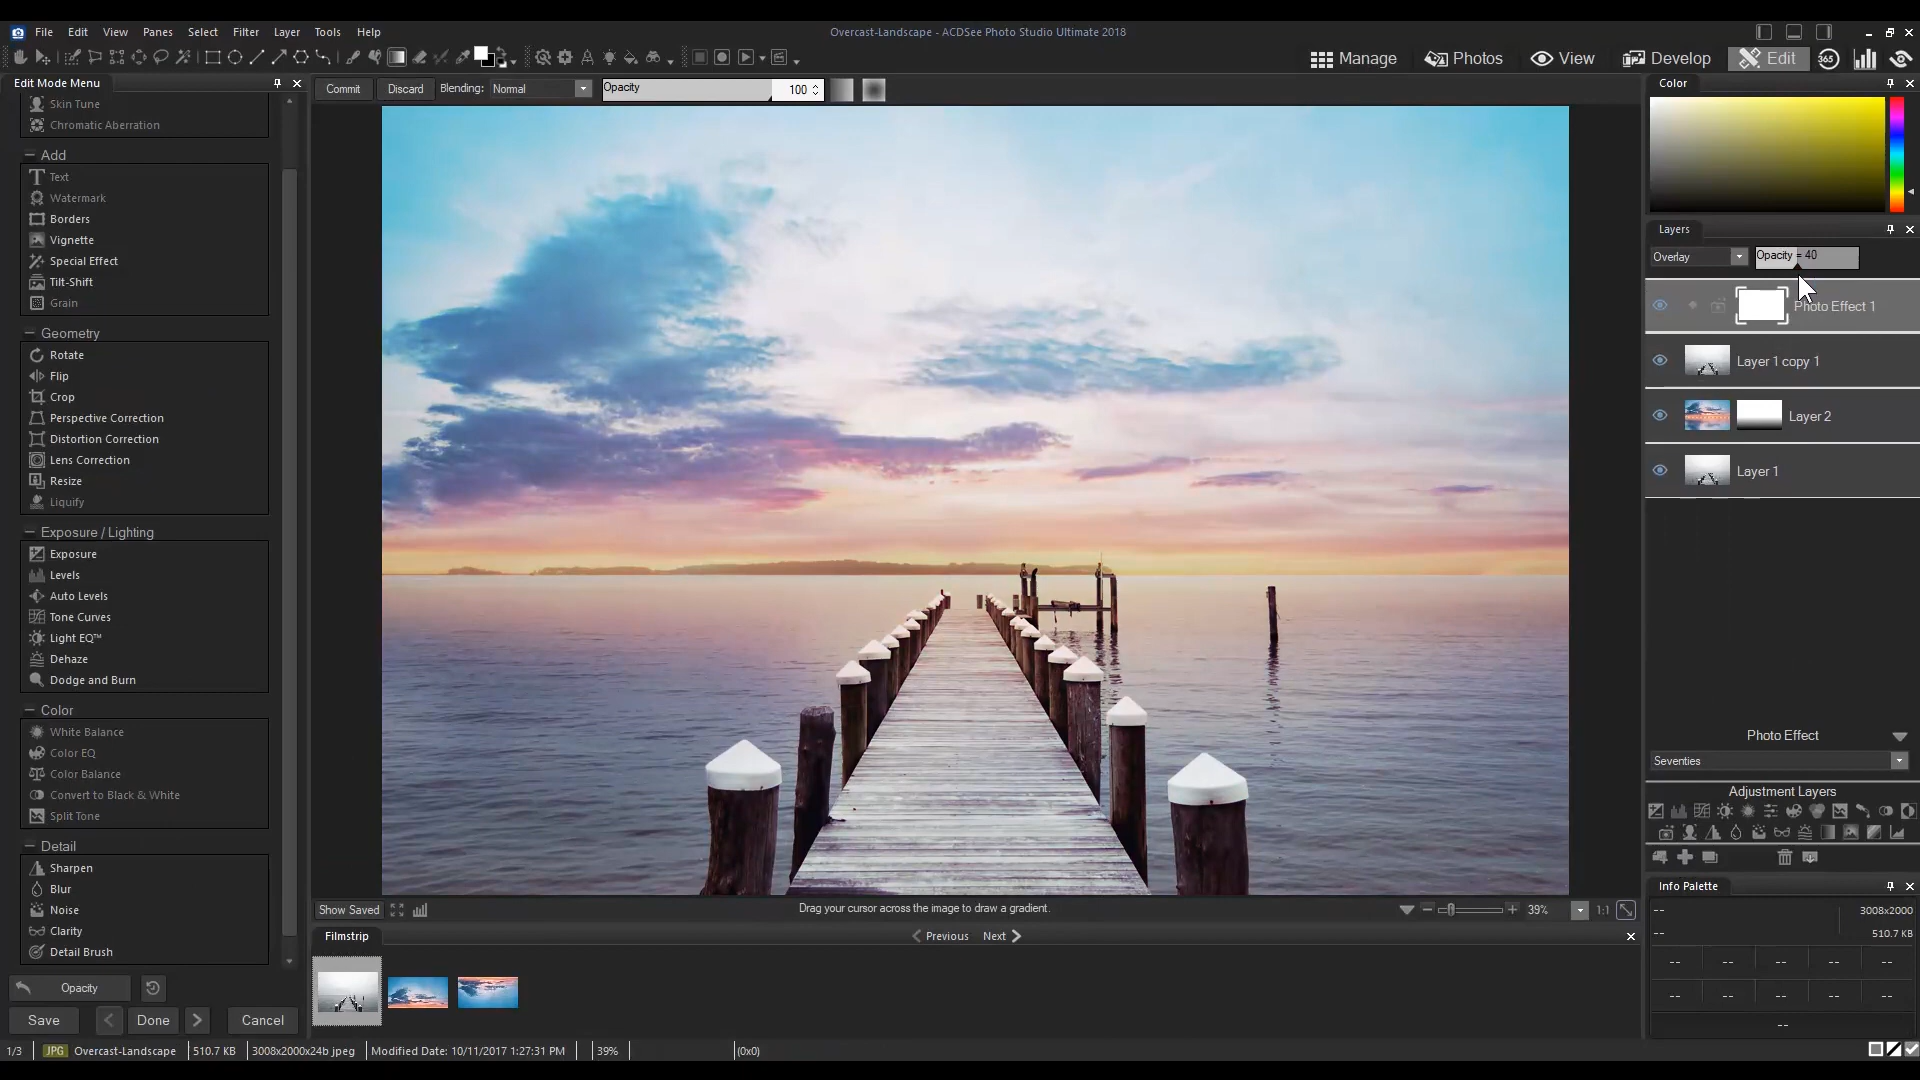 File Edit View Panes Select Filter Layer Tools Help
Overcast-Landscape - ACDSee Photo Studio Ultimate 2018
Manage Photos View Develop Edit 365
Edit Mode Menu
Commit Discard Blending: Normal Opacity 100
Skin Tune
Chromatic Aberration
Add
Text
Watermark
Borders
Vignette
Special Effect
Tilt-Shift
Grain
Geometry
Rotate
Flip
Crop
Perspective Correction
Distortion Correction
Lens Correction
Resize
Liquify
Exposure / Lighting
Exposure
Levels
Auto Levels
Tone Curves
Light EQ™
Dehaze
Dodge and Burn
Color
White Balance
Color EQ
Color Balance
Convert to Black & White
Split Tone
Detail
Sharpen
Blur
Noise
Clarity
Detail Brush
Opacity
Save Done Cancel
Color
Layers
Overlay Opacity = 40
Photo Effect 1
Layer 1 copy 1
Layer 2
Layer 1
Photo Effect
Seventies
Adjustment Layers
Info Palette
-- 3008x2000
-- 510.7 KB
-- -- -- -- --
-- -- -- -- --
--
Show Saved
Drag your cursor across the image to draw a gradient.
39% 1:1
Filmstrip
Previous Next
1/3 JPG Overcast-Landscape 510.7 KB 3008x2000x24b jpeg Modified Date: 10/11/2017 1:27:31 PM 39% (0x0)